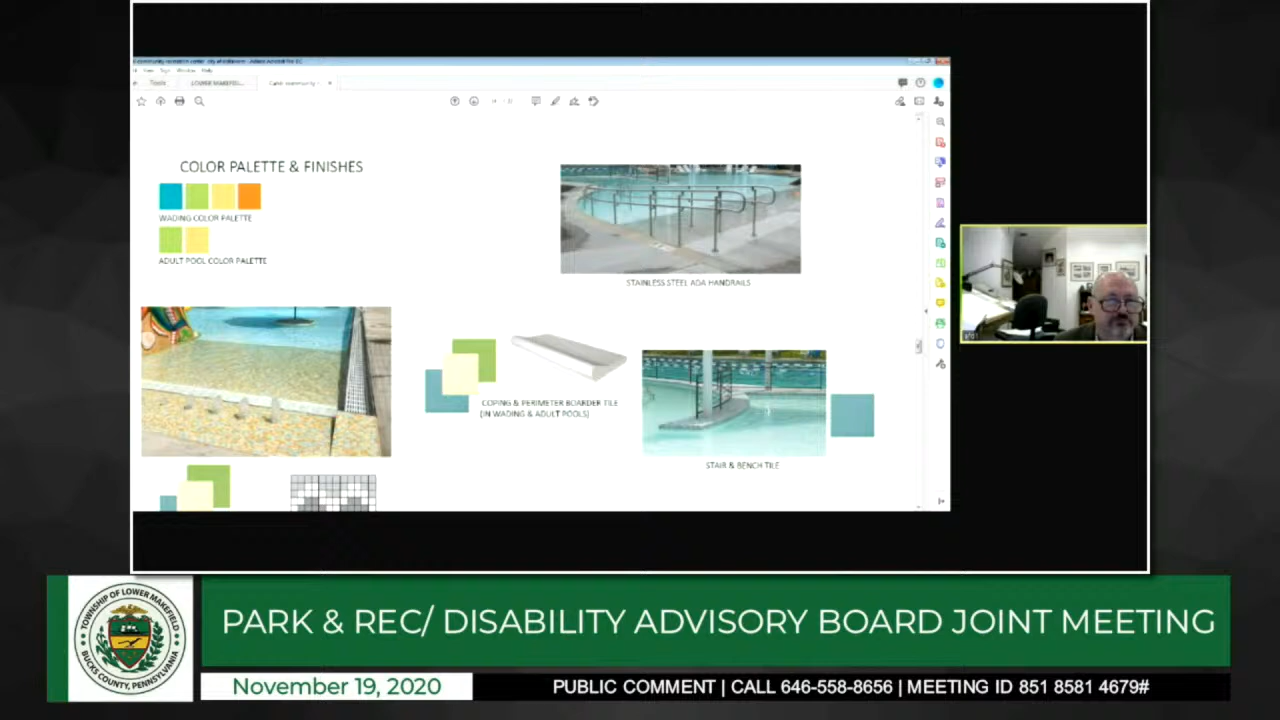 COLOR PALETTE & FINISHES
WADING COLOR PALETTE
ADULT POOL COLOR PALETTE
STAINLESS STEEL ADA HANDRAILS
COPING & PERIMETER BOARDER TILE
(IN WADING & ADULT POOLS)
STAIR & BENCH TILE
TOWNSHIP OF LOWER MAKEFIELD
BUCKS COUNTY, PENNSYLVANIA
PARK & REC/ DISABILITY ADVISORY BOARD JOINT MEETING
November 19, 2020
PUBLIC COMMENT | CALL 646-558-8656 | MEETING ID 851 8581 4679#